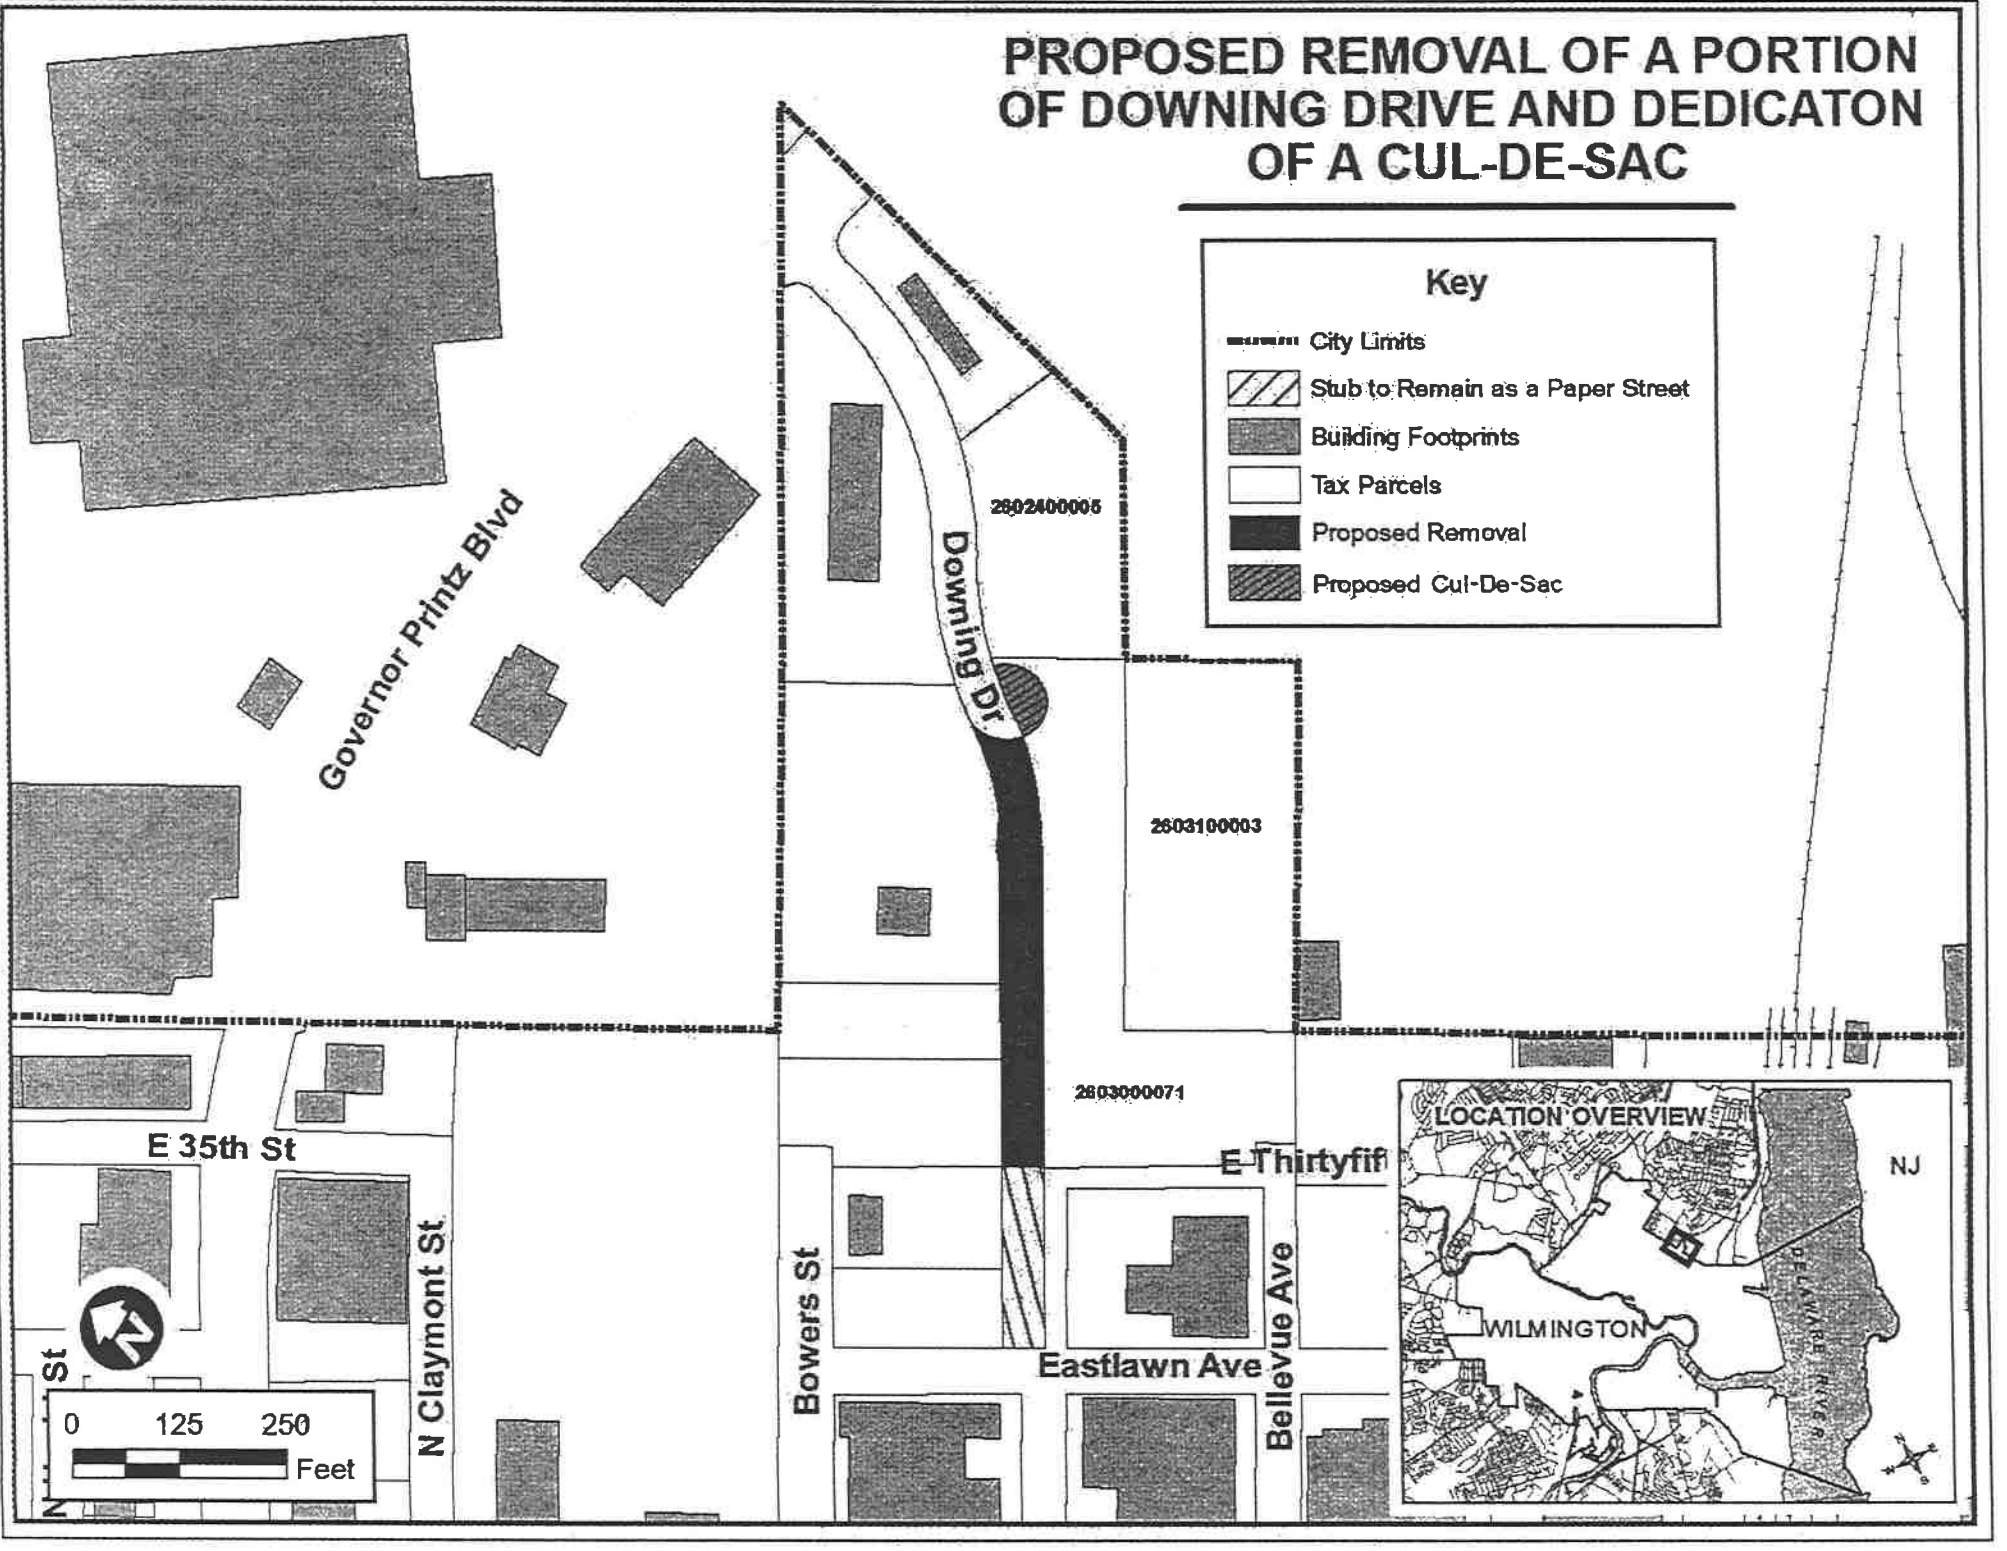 PROPOSED REMOVAL OF A PORTION
OF DOWNING DRIVE AND DEDICATON
OF A CUL-DE-SAC
Key
City Limits
Stub to Remain as a Paper Street
Building Footprints
Tax Parcels
Proposed Removal
Proposed Cul-De-Sac
2602400005
Downing Dr
Governor Printz Blvd
2603100003
2603000071
E 35th St
E Thirtyfif
N Claymont St
Bowers St
Bellevue Ave
Eastlawn Ave
N
St
N
0 125 250
Feet
LOCATION OVERVIEW
NJ
WILMINGTON
DELAWARE RIVER